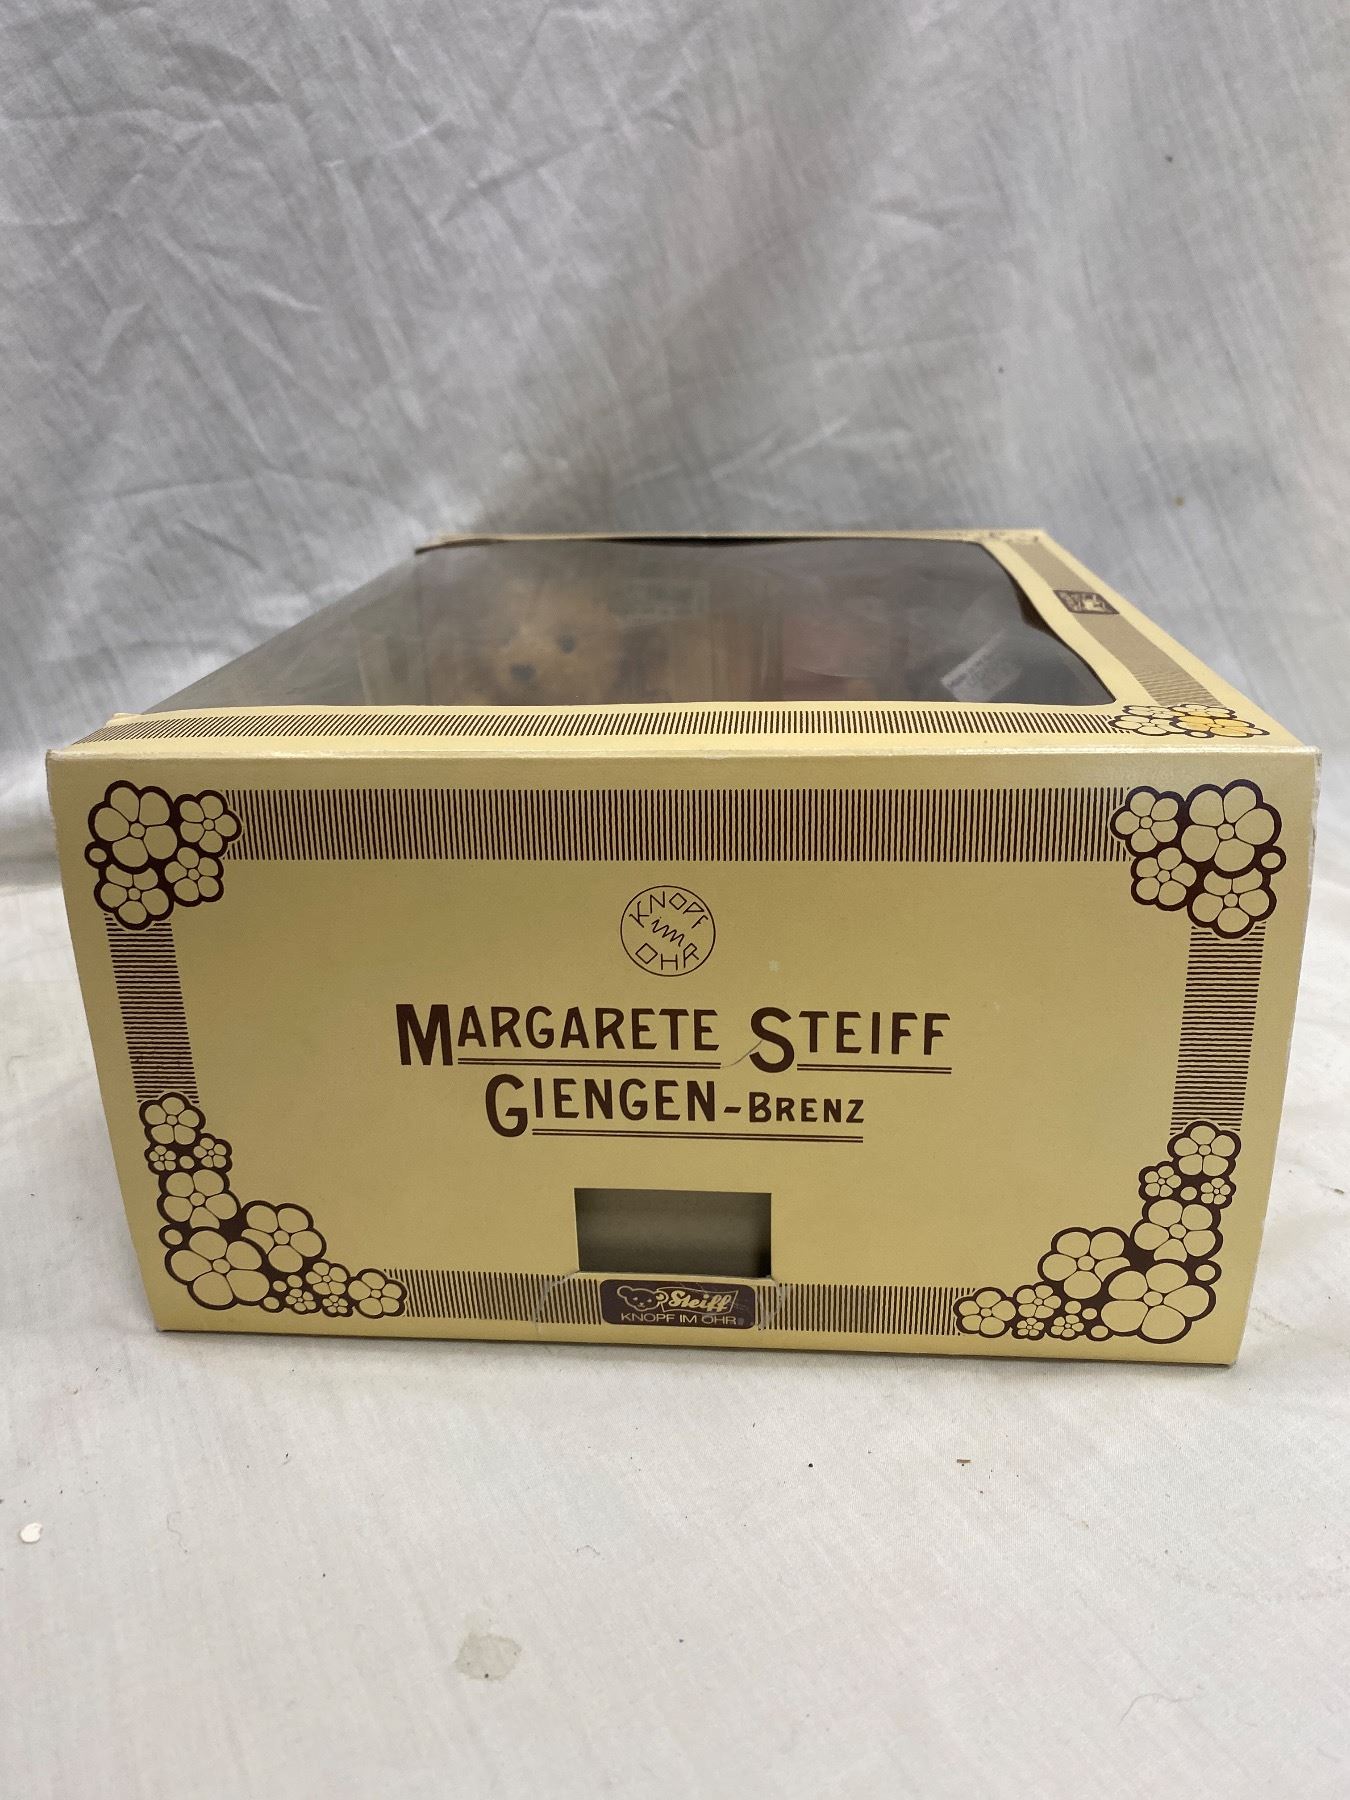 KNOPF
im
OHR
MARGARETE STEIFF
GIENGEN-BRENZ
Steiff
KNOPF IM OHR